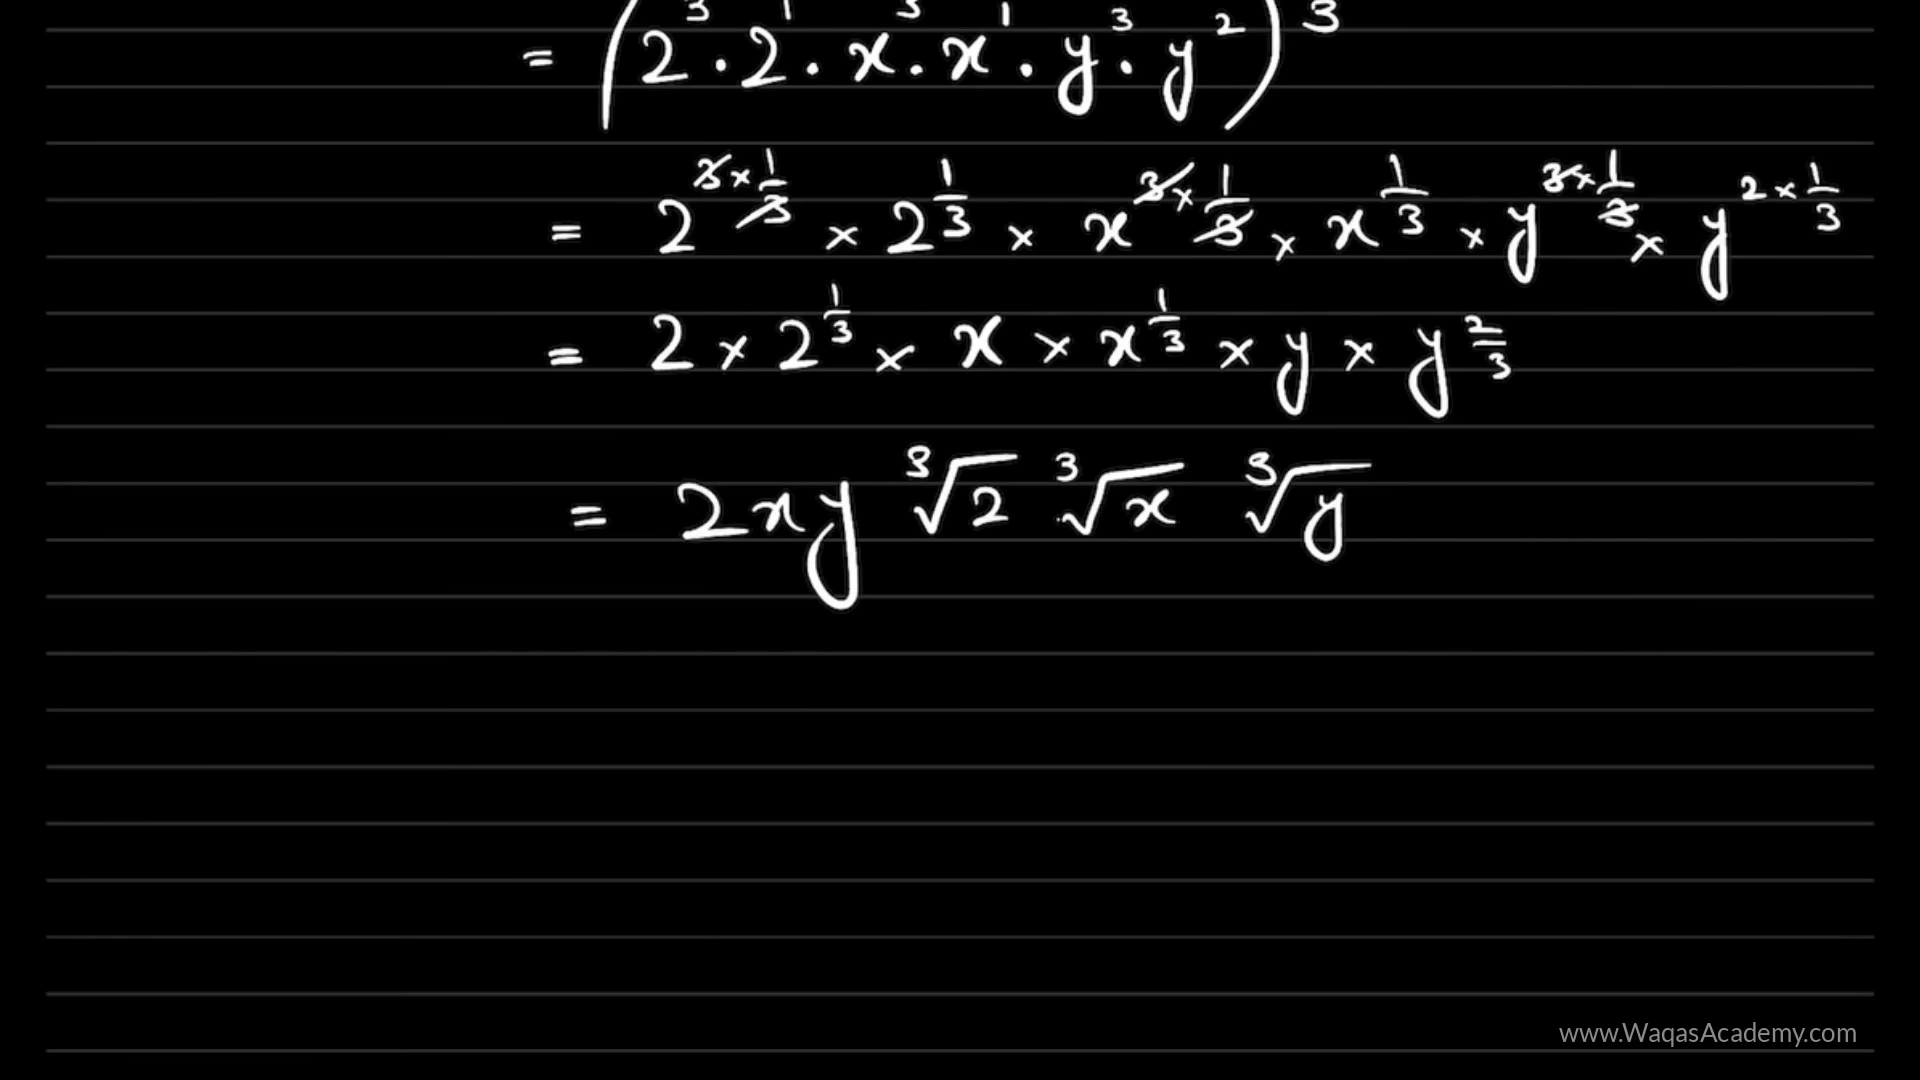 = (2³ · 2¹ · x³ · x¹ · y³ · y²)³
= 2^(3×1/3) × 2^(1/3) × x^(3×1/3) × x^(1/3) × y^(3×1/3) × y^(2×1/3)
= 2 × 2^(1/3) × x × x^(1/3) × y × y^(2/3)
= 2xy ∛2 ∛x ∛y
www.WaqasAcademy.com